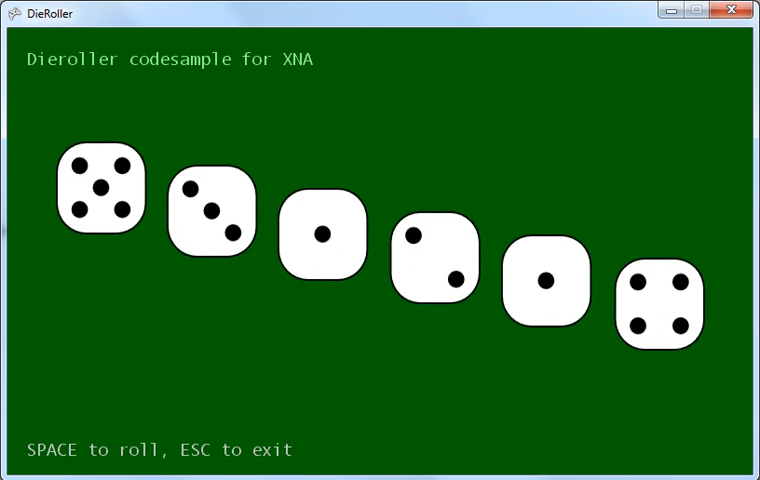 DieRoller
Dieroller codesample for XNA
SPACE to roll, ESC to exit